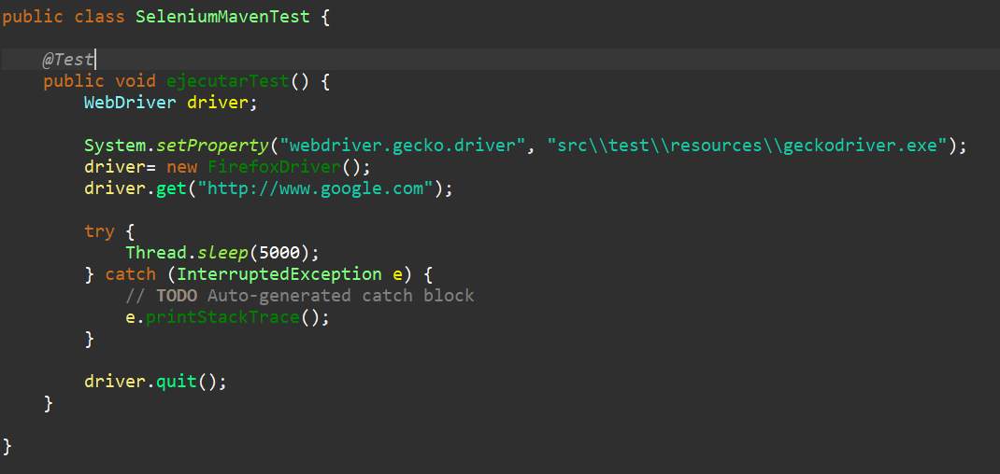 public class SeleniumMavenTest {
@Test
public void ejecutarTest() {
WebDriver driver;
System.setProperty("webdriver.gecko.driver", "src\\test\\resources\\geckodriver.exe");
driver= new FirefoxDriver();
driver.get("http://www.google.com");
try {
Thread.sleep(5000);
} catch (InterruptedException e) {
// TODO Auto-generated catch block
e.printStackTrace();
}
driver.quit();
}
}